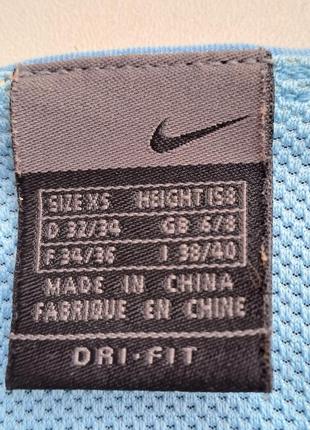 SIZE XS HEIGHT 158
D 32/34 GB 6/8
F 34/36 I 38/40
MADE IN CHINA
FABRIQUE EN CHINE
DRI-FIT